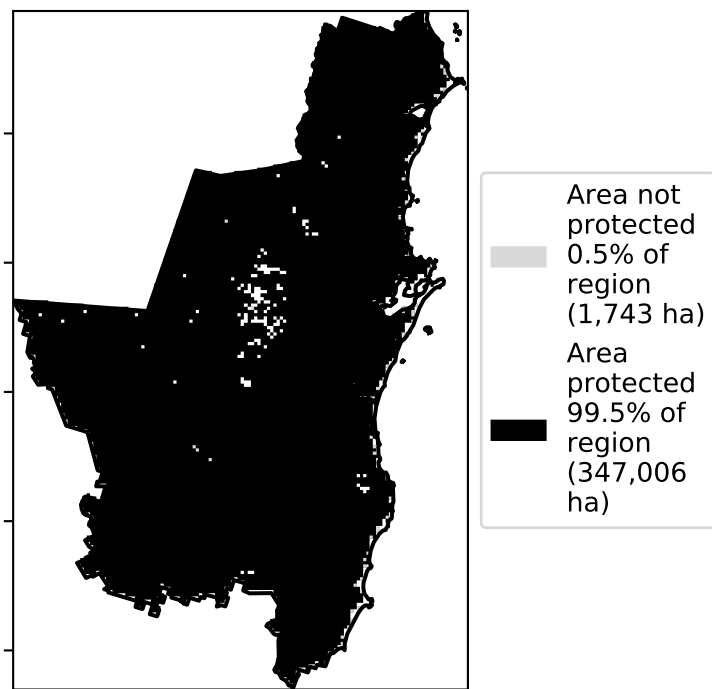 Area not
protected
0.5% of
region
(1,743 ha)
Area
protected
99.5% of
region
(347,006
ha)